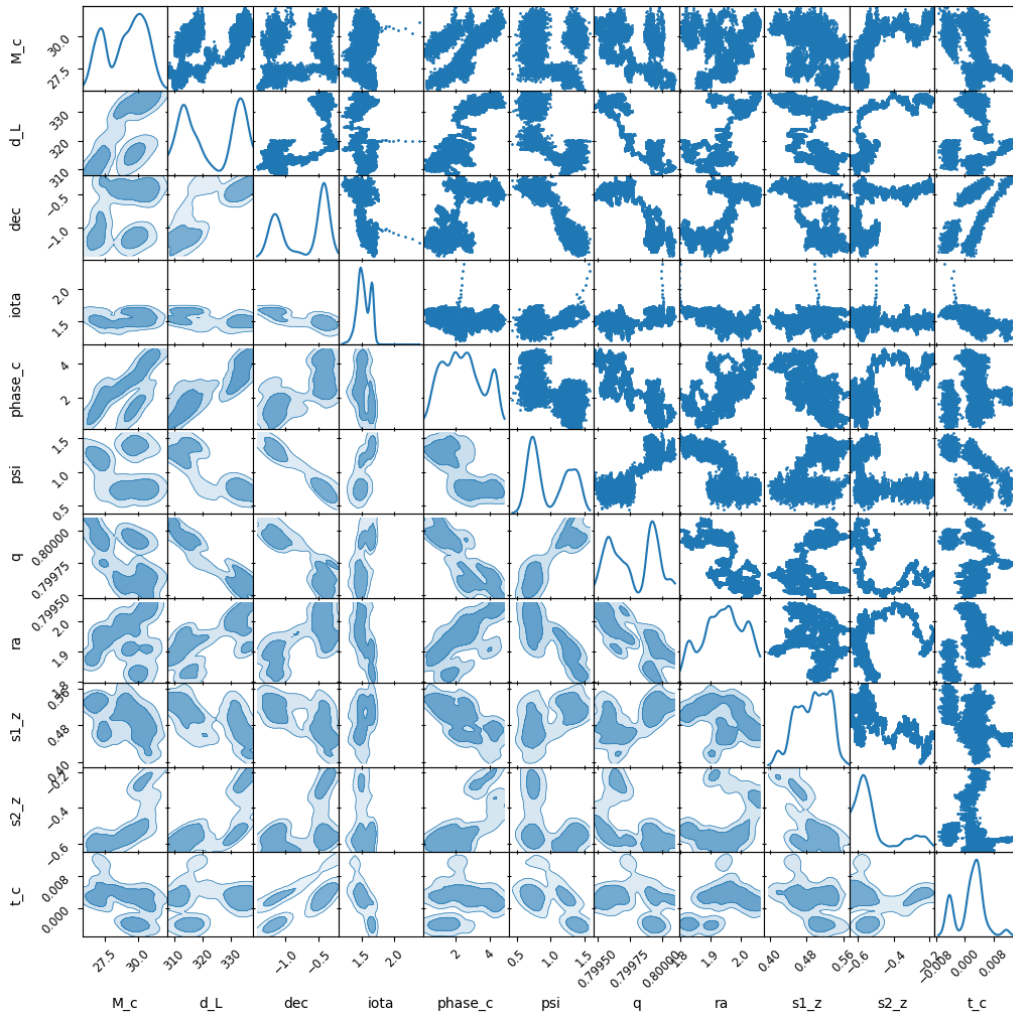 M_c
30.0
27.5
d_L
330
320
310
dec
−0.5
−1.0
iota
2.0
1.5
phase_c
4
2
psi
1.5
1.0
0.5
q
0.80000
0.79975
0.79950
ra
2.0
1.9
1.8
s1_z
0.56
0.48
0.40
s2_z
−0.2
−0.4
−0.6
t_c
0.008
0.000
−0.008
27.5 30.0 310 320 330 −1.0 −0.5 1.5 2.0 2 4 0.5 1.0 1.5 0.79950 0.79975 0.80000 1.8 1.9 2.0 0.40 0.48 0.56 −0.6 −0.4 −0.2 −0.008 0.000 0.008
M_c d_L dec iota phase_c psi q ra s1_z s2_z t_c